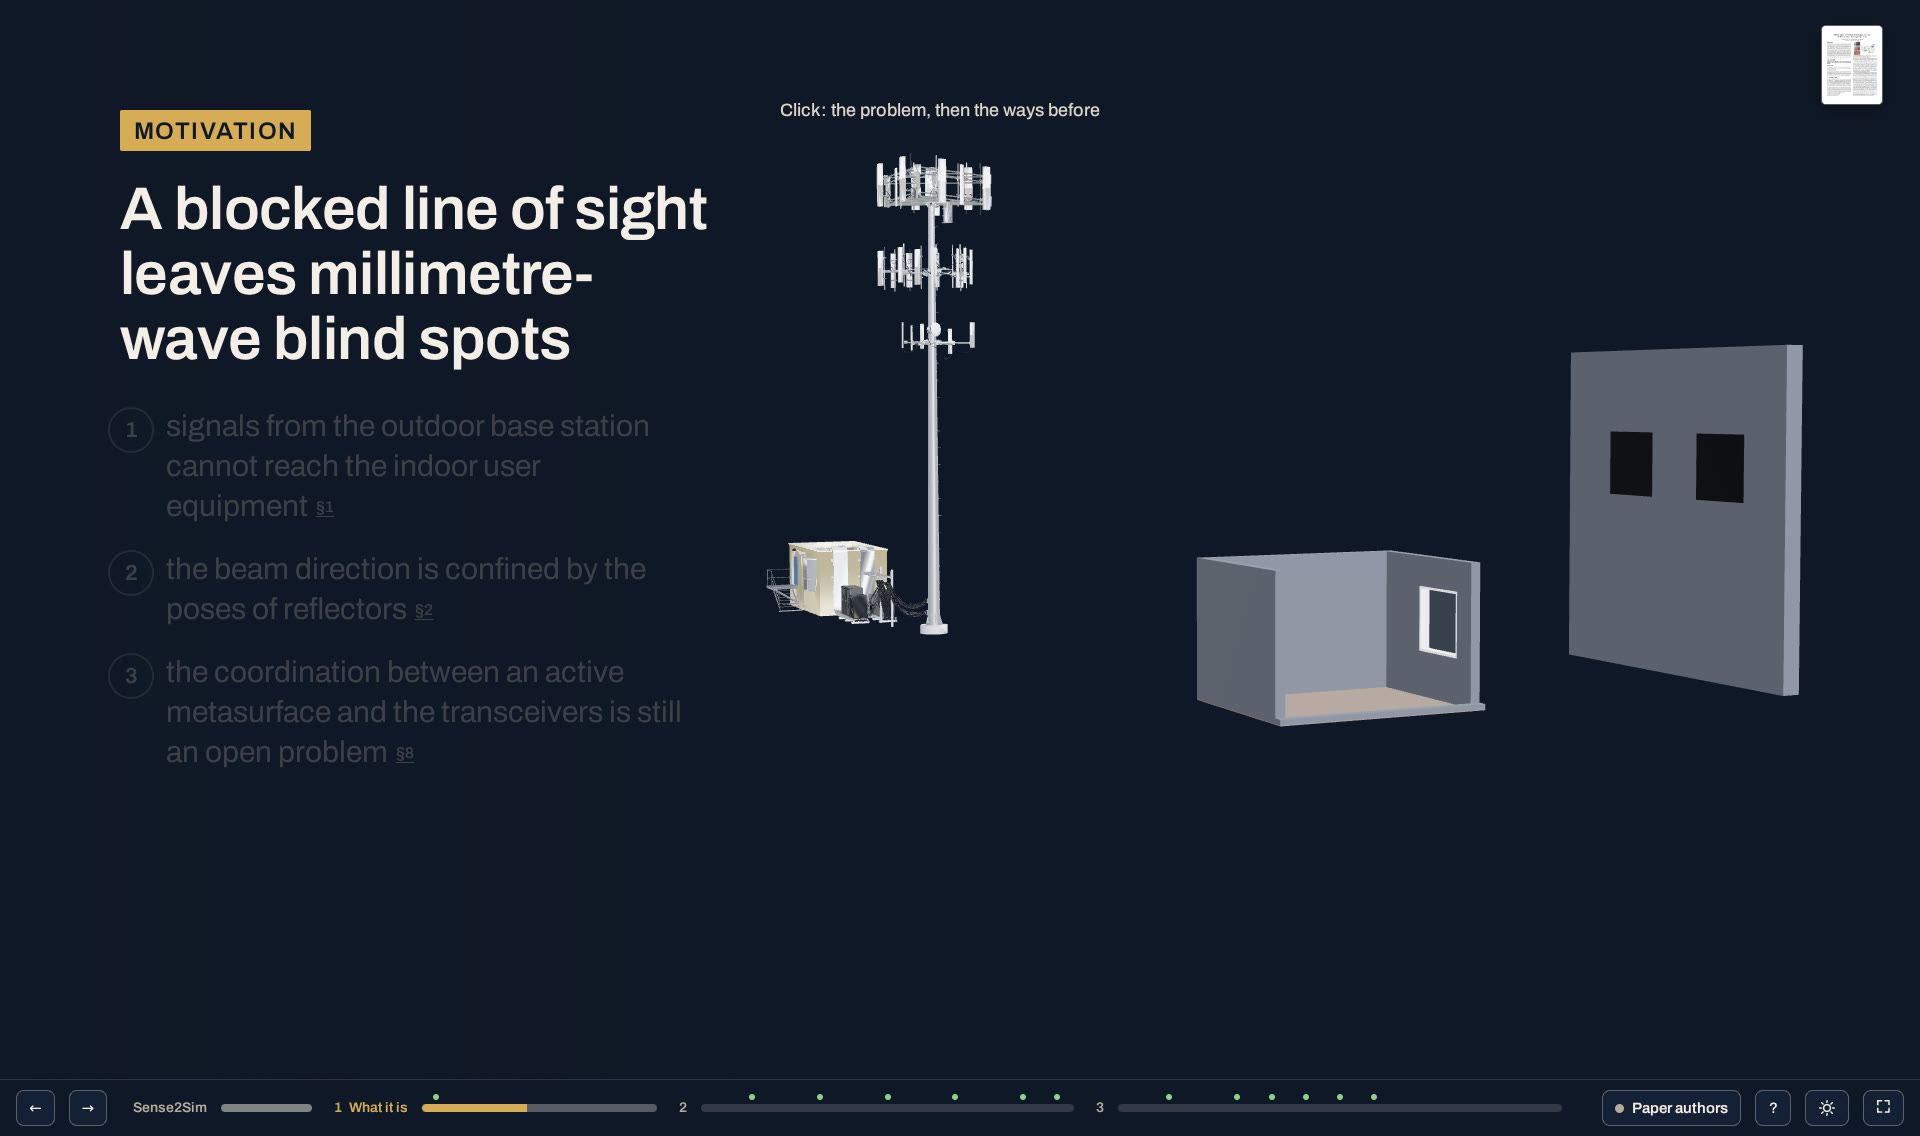 MOTIVATION
A blocked line of sight
leaves millimetre-
wave blind spots
1 signals from the outdoor base station
cannot reach the indoor user
equipment §1
2 the beam direction is confined by the
poses of reflectors §2
3 the coordination between an active
metasurface and the transceivers is still
an open problem §8
Click: the problem, then the ways before
← → Sense2Sim 1 What it is 2 3 Paper authors ?